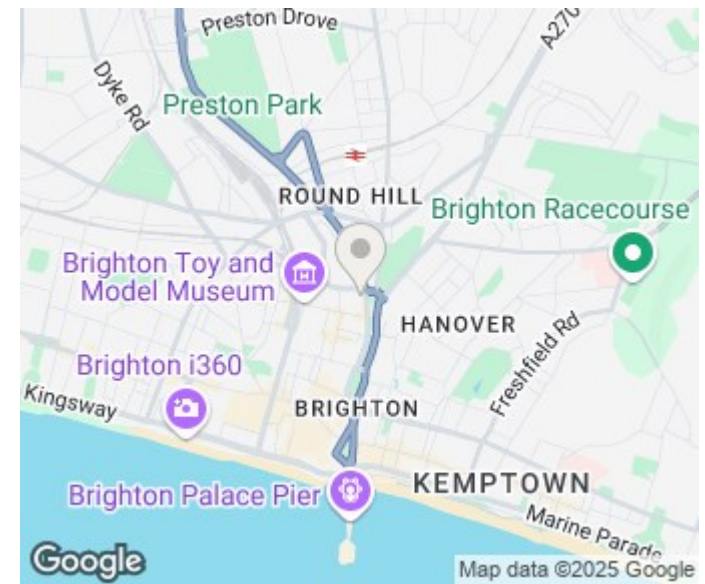 Preston Drove
A270
Dyke Rd
Preston Park
ROUND HILL
Brighton Racecourse
Brighton Toy and
Model Museum
HANOVER
Freshfield Rd
Brighton i360
Kingsway
BRIGHTON
KEMPTOWN
Brighton Palace Pier
Marine Parade
Google
Map data ©2025 Google